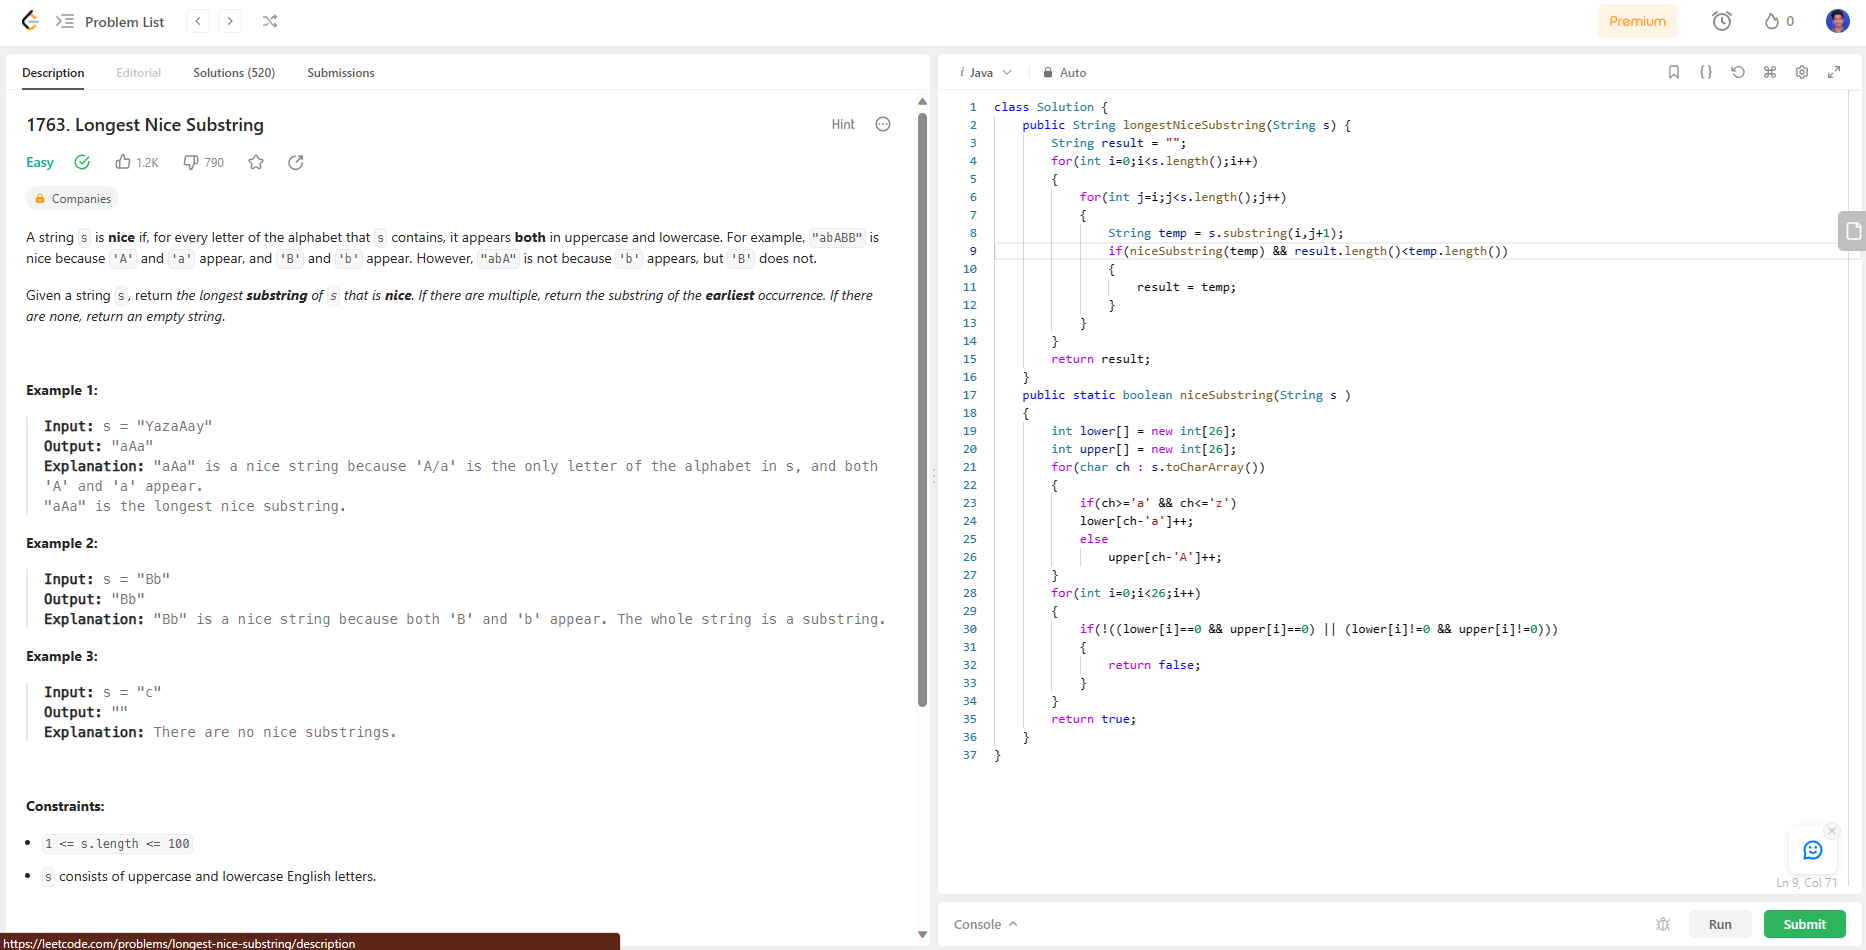 Problem List
Premium
0
Description Editorial Solutions (520) Submissions
1763. Longest Nice Substring
Hint
Easy 1.2K 790
Companies
A string s is nice if, for every letter of the alphabet that s contains, it appears both in uppercase and lowercase. For example, "abABB" is
nice because 'A' and 'a' appear, and 'B' and 'b' appear. However, "abA" is not because 'b' appears, but 'B' does not.
Given a string s, return the longest substring of s that is nice. If there are multiple, return the substring of the earliest occurrence. If there
are none, return an empty string.
Example 1:
Input: s = "YazaAay"
Output: "aAa"
Explanation: "aAa" is a nice string because 'A/a' is the only letter of the alphabet in s, and both
'A' and 'a' appear.
"aAa" is the longest nice substring.
Example 2:
Input: s = "Bb"
Output: "Bb"
Explanation: "Bb" is a nice string because both 'B' and 'b' appear. The whole string is a substring.
Example 3:
Input: s = "c"
Output: ""
Explanation: There are no nice substrings.
Constraints:
• 1 <= s.length <= 100
• s consists of uppercase and lowercase English letters.
https://leetcode.com/problems/longest-nice-substring/description
i Java Auto
1 class Solution {
2 public String longestNiceSubstring(String s) {
3 String result = "";
4 for(int i=0;i<s.length();i++)
5 {
6 for(int j=i;j<s.length();j++)
7 {
8 String temp = s.substring(i,j+1);
9 if(niceSubstring(temp) && result.length()<temp.length())
10 {
11 result = temp;
12 }
13 }
14 }
15 return result;
16 }
17 public static boolean niceSubstring(String s )
18 {
19 int lower[] = new int[26];
20 int upper[] = new int[26];
21 for(char ch : s.toCharArray())
22 {
23 if(ch>='a' && ch<='z')
24 lower[ch-'a']++;
25 else
26 upper[ch-'A']++;
27 }
28 for(int i=0;i<26;i++)
29 {
30 if(!((lower[i]==0 && upper[i]==0) || (lower[i]!=0 && upper[i]!=0)))
31 {
32 return false;
33 }
34 }
35 return true;
36 }
37 }
Ln 9, Col 71
Console Run Submit